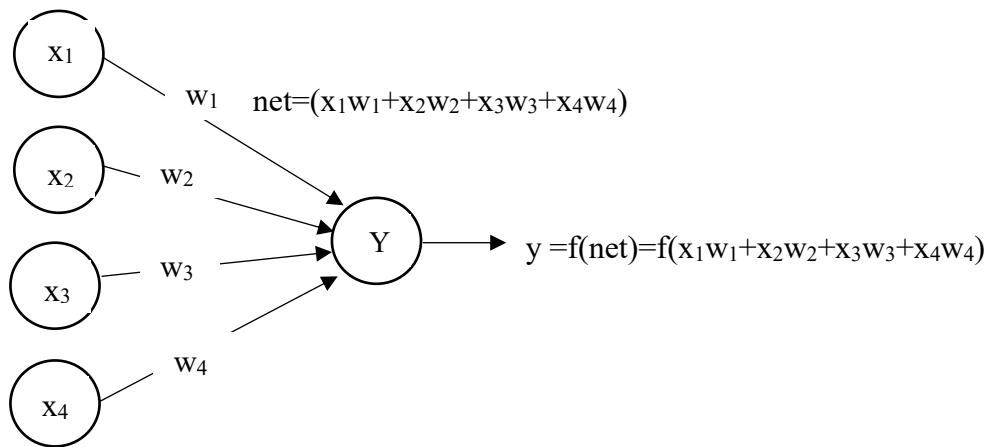 x₁
w₁ net=(x₁w₁+x₂w₂+x₃w₃+x₄w₄)
x₂
w₂
Y
y =f(net)=f(x₁w₁+x₂w₂+x₃w₃+x₄w₄)
x₃
w₃
w₄
x₄